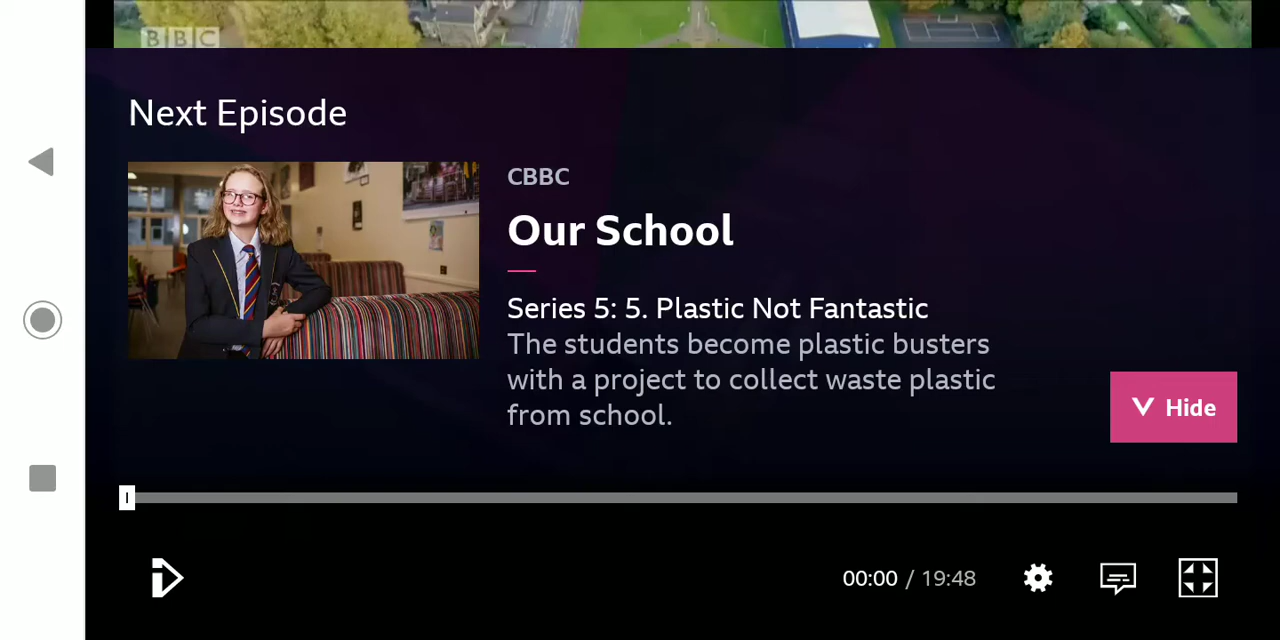 BBC
Next Episode
CBBC
Our School
Series 5: 5. Plastic Not Fantastic
The students become plastic busters
with a project to collect waste plastic
from school.
Hide
00:00 / 19:48